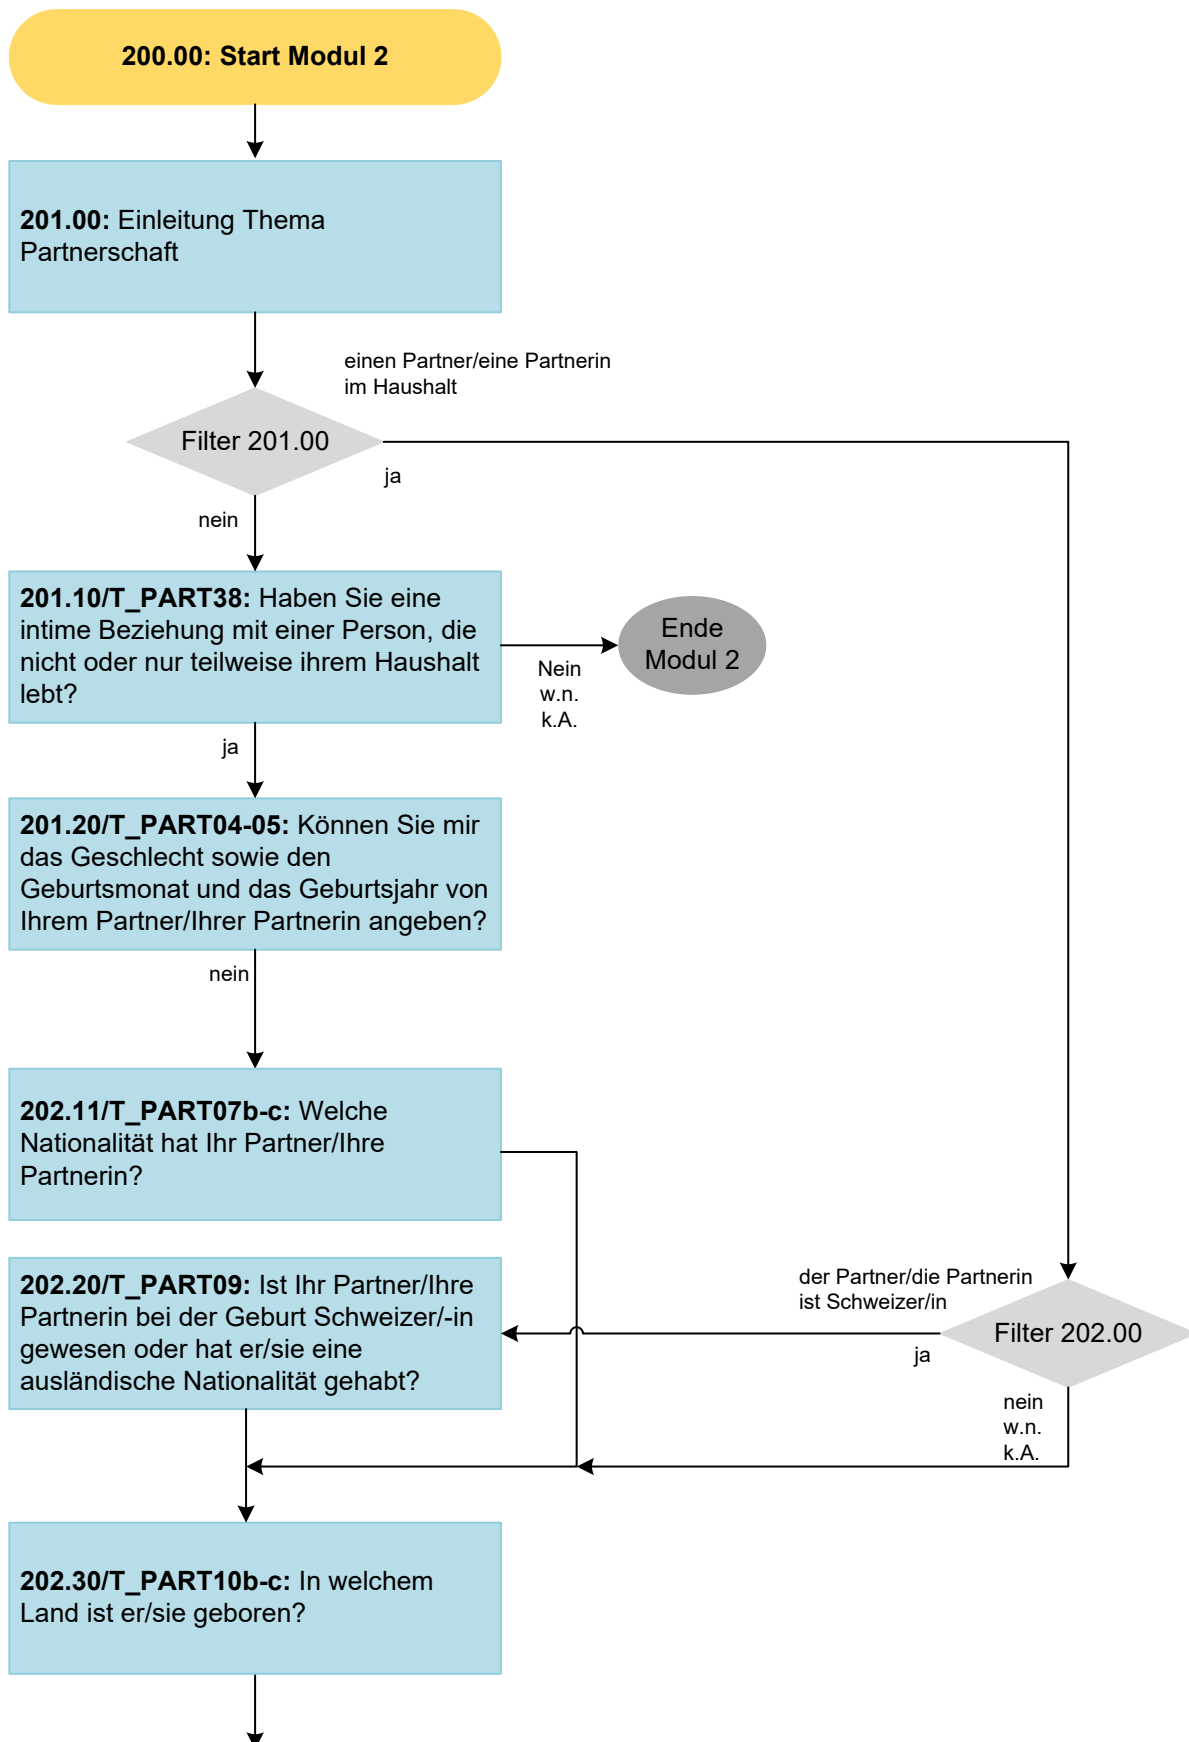 200.00: Start Modul 2
201.00: Einleitung Thema
Partnerschaft
einen Partner/eine Partnerin
im Haushalt
Filter 201.00
ja
nein
201.10/T_PART38: Haben Sie eine
intime Beziehung mit einer Person, die
nicht oder nur teilweise ihrem Haushalt
lebt?
Ende
Modul 2
Nein
w.n.
k.A.
ja
201.20/T_PART04-05: Können Sie mir
das Geschlecht sowie den
Geburtsmonat und das Geburtsjahr von
Ihrem Partner/Ihrer Partnerin angeben?
nein
202.11/T_PART07b-c: Welche
Nationalität hat Ihr Partner/Ihre
Partnerin?
202.20/T_PART09: Ist Ihr Partner/Ihre
Partnerin bei der Geburt Schweizer/-in
gewesen oder hat er/sie eine
ausländische Nationalität gehabt?
der Partner/die Partnerin
ist Schweizer/in
Filter 202.00
ja
nein
w.n.
k.A.
202.30/T_PART10b-c: In welchem
Land ist er/sie geboren?